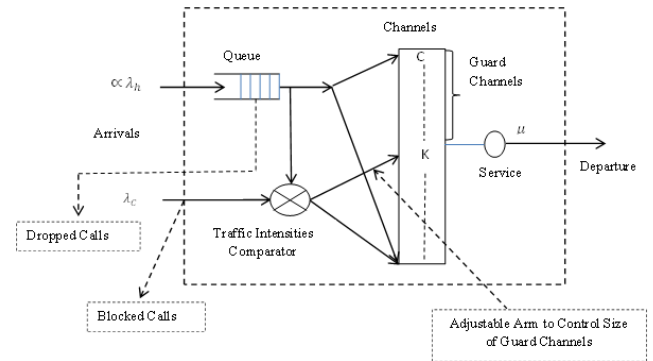 Channels
Queue
C
Guard
Channels
∝ λh
Arrivals
K
μ
Service
Departure
λC
Dropped Calls
Traffic Intensities
Comparator
Blocked Calls
Adjustable Arm to Control Size
of Guard Channels